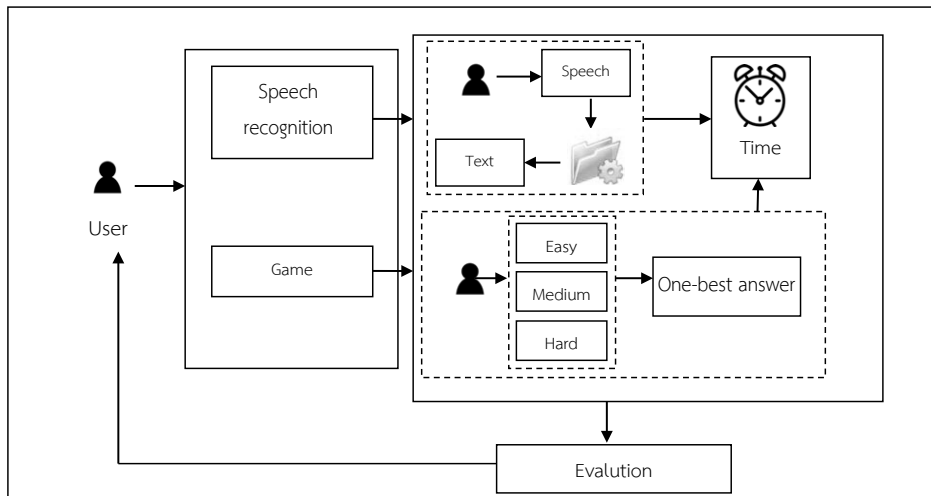 User
Speech
recognition
Game
Speech
Text
Time
Easy
Medium
Hard
One-best answer
Evalution